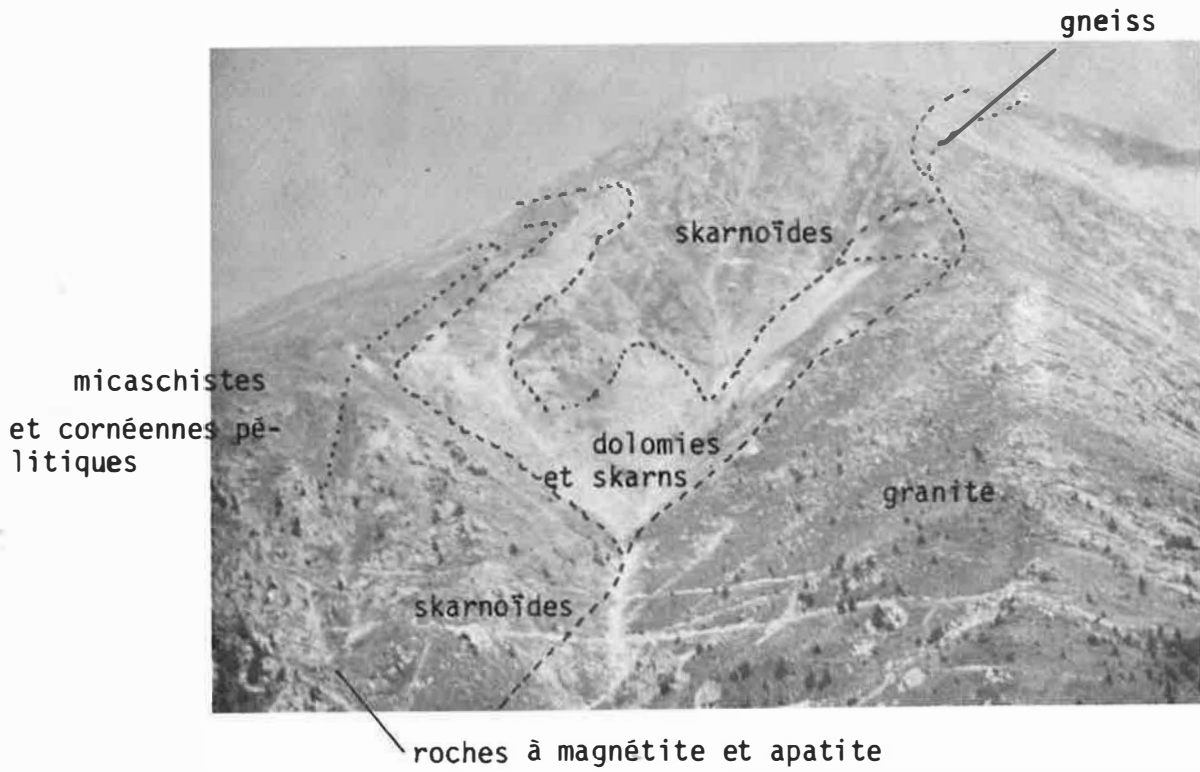 gneiss
skarnoïdes
micaschistes
et cornéennes pé-
litiques
dolomies
et skarns
granite
skarnoïdes
roches à magnétite et apatite